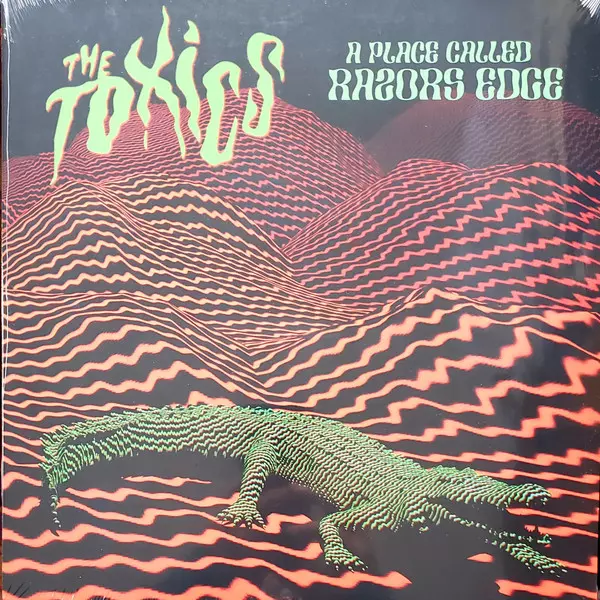 THE
TOXICS
A PLACE CALLED
RAZORS EDGE